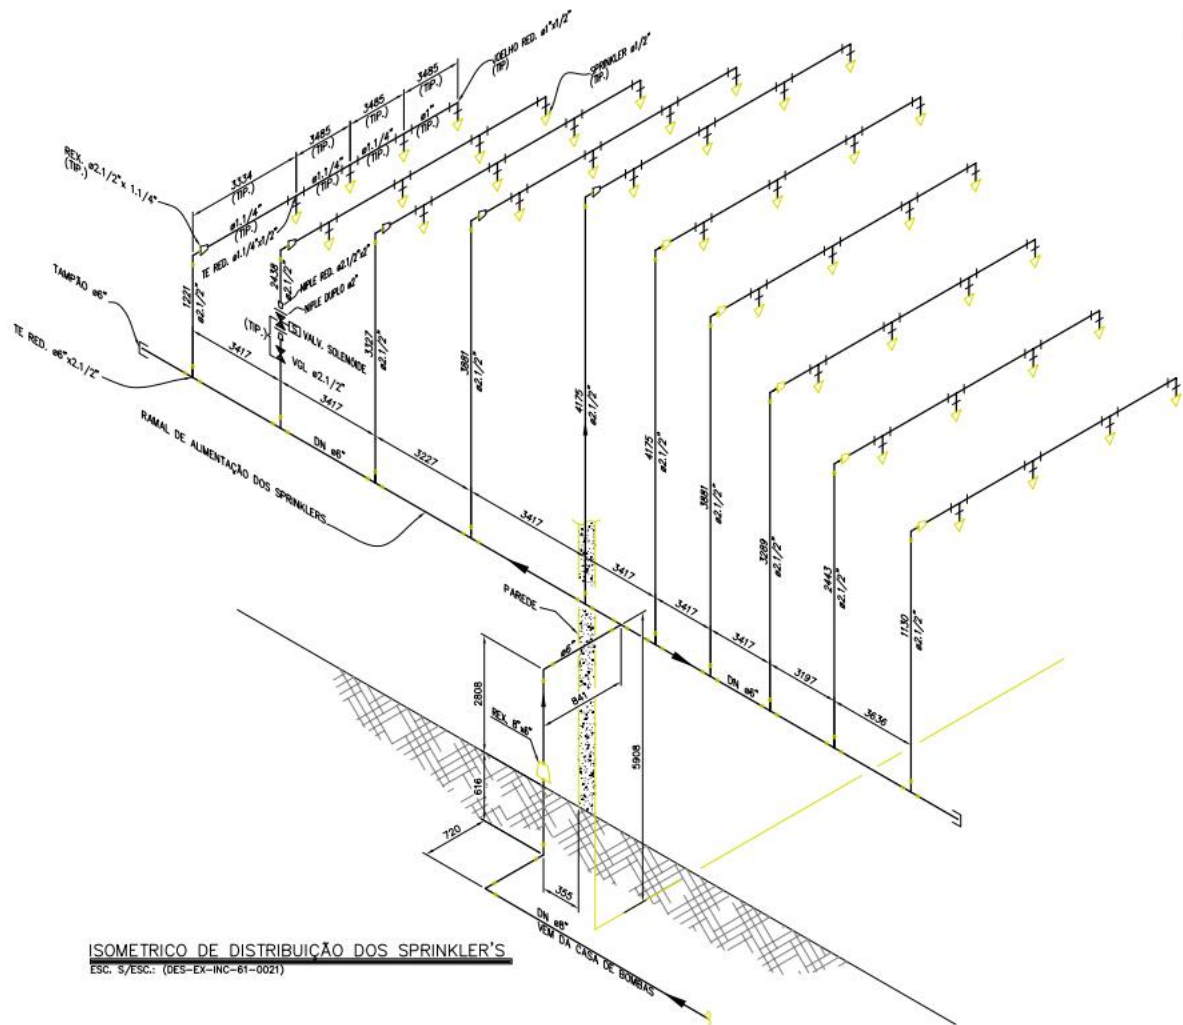 JOELHO RED. ø1"x1/2"
(TIP)
SPRINKLER ø1/2"
(TIP.)
3485
(TIP.)
3485
(TIP.)
3485
(TIP.)
3334
(TIP.)
ø1"
(TIP.)
ø1.1/4"
(TIP.)
ø1.1/4"
(TIP.)
ø1.1/4"
(TIP.)
REX. ø2.1/2" x 1.1/4"
(TIP.)
TE RED. ø1.1/4"x1/2"
TAMPÃO ø6"
TE RED. ø6"x2.1/2"
1221
ø2.1/2"
2438
ø2.1/2"
NIPLE RED. ø2.1/2"x2"
NIPLE DUPLO ø2"
(TIP.)
S
VALV. SOLENÓIDE
VGL ø2.1/2"
3327
ø2.1/2"
3881
ø2.1/2"
4175
ø2.1/2"
4175
ø2.1/2"
3881
ø2.1/2"
3289
ø2.1/2"
2443
ø2.1/2"
1130
ø2.1/2"
3417
3417
3227
3417
3417
3417
3417
3197
3636
DN ø6"
RAMAL DE ALIMENTAÇÃO DOS SPRINKLERS
PAREDE
DN ø6"
ø6"
841
2808
REX. 8"ø6"
5908
616
720
355
DN ø8"
VEM DA CASA DE BOMBAS
ISOMETRICO DE DISTRIBUIÇÃO DOS SPRINKLER'S
ESC. S/ESC.: (DES-EX-INC-61-0021)